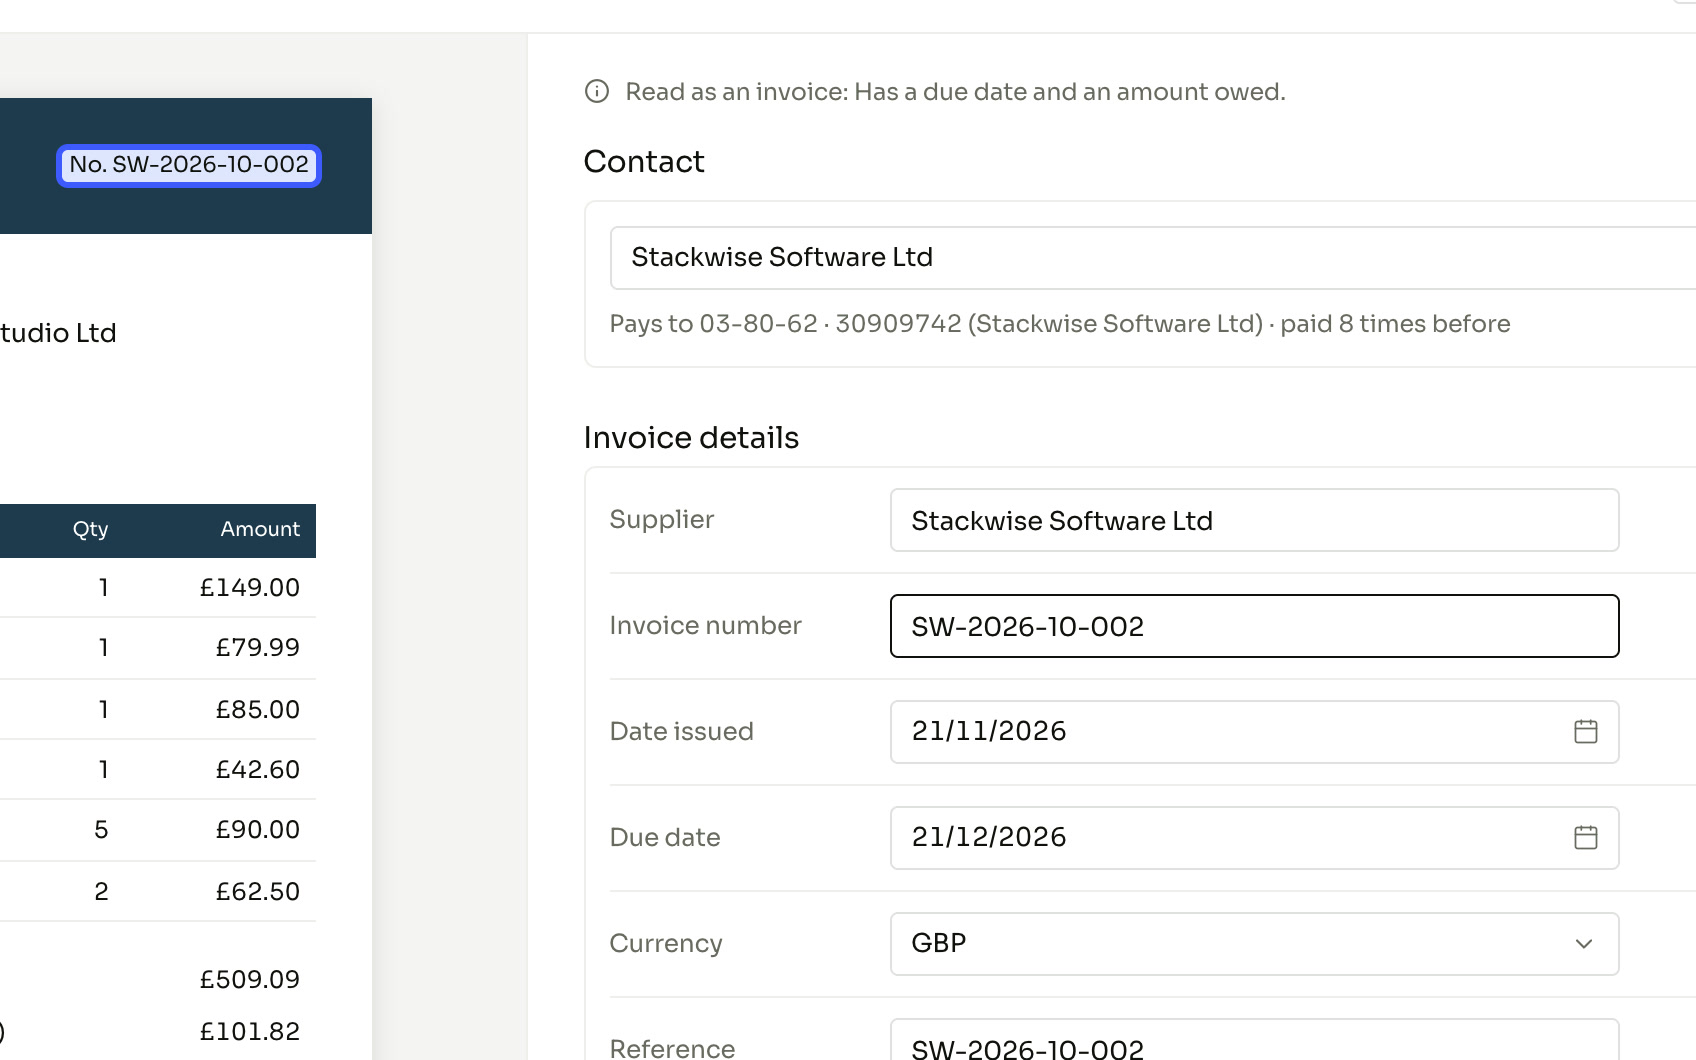 No. SW-2026-10-002
tudio Ltd
Qty Amount
1 £149.00
1 £79.99
1 £85.00
1 £42.60
5 £90.00
2 £62.50
£509.09
) £101.82
Read as an invoice: Has a due date and an amount owed.
Contact
Stackwise Software Ltd
Pays to 03-80-62 · 30909742 (Stackwise Software Ltd) · paid 8 times before
Invoice details
Supplier Stackwise Software Ltd
Invoice number SW-2026-10-002
Date issued 21/11/2026
Due date 21/12/2026
Currency GBP
Reference SW-2026-10-002